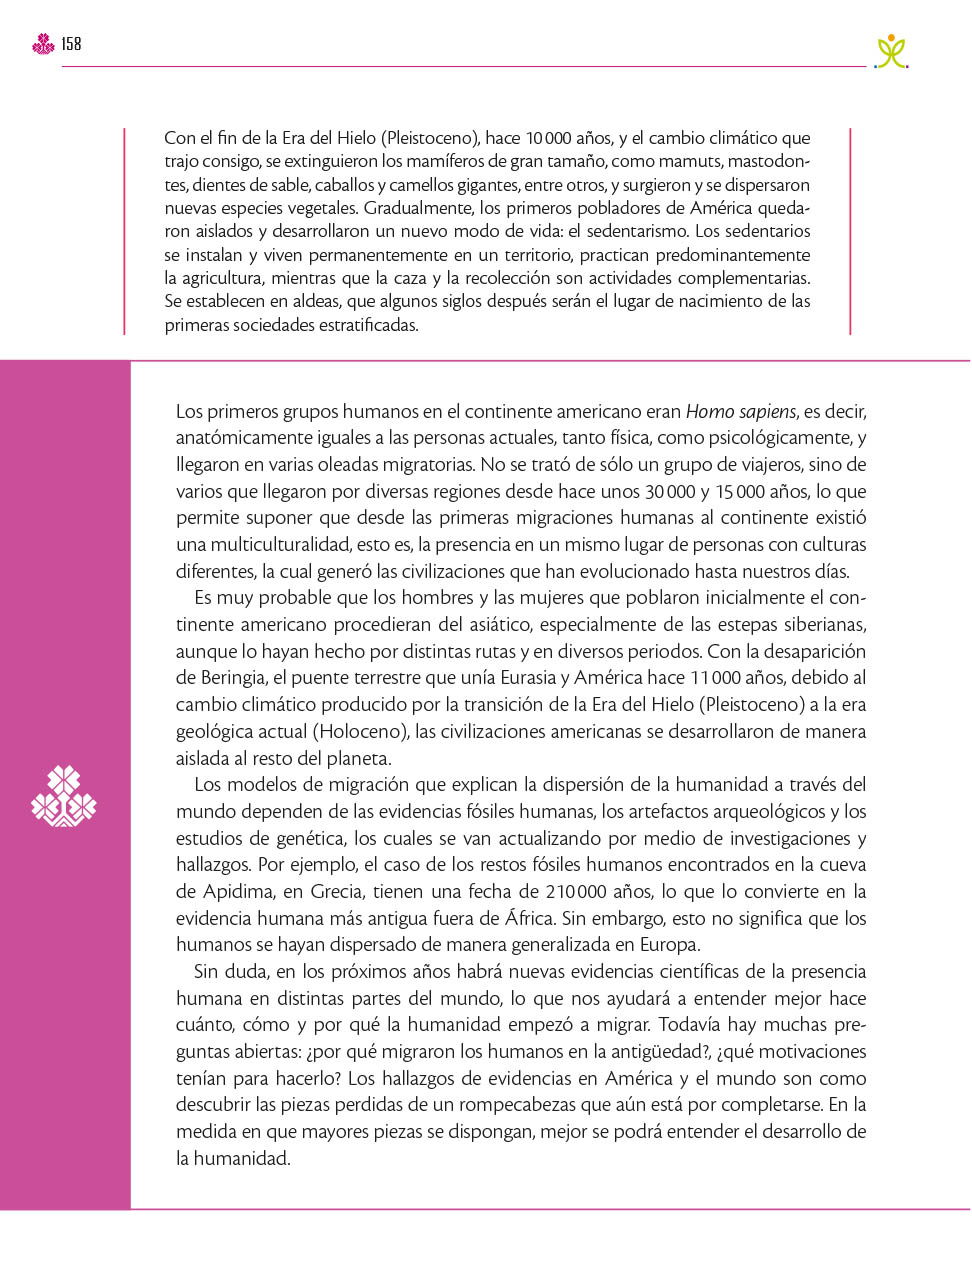 158
Con el fin de la Era del Hielo (Pleistoceno), hace 10 000 años, y el cambio climático que
trajo consigo, se extinguieron los mamíferos de gran tamaño, como mamuts, mastodon-
tes, dientes de sable, caballos y camellos gigantes, entre otros, y surgieron y se dispersaron
nuevas especies vegetales. Gradualmente, los primeros pobladores de América queda-
ron aislados y desarrollaron un nuevo modo de vida: el sedentarismo. Los sedentarios
se instalan y viven permanentemente en un territorio, practican predominantemente
la agricultura, mientras que la caza y la recolección son actividades complementarias.
Se establecen en aldeas, que algunos siglos después serán el lugar de nacimiento de las
primeras sociedades estratificadas.
Los primeros grupos humanos en el continente americano eran Homo sapiens, es decir,
anatómicamente iguales a las personas actuales, tanto física, como psicológicamente, y
llegaron en varias oleadas migratorias. No se trató de sólo un grupo de viajeros, sino de
varios que llegaron por diversas regiones desde hace unos 30 000 y 15 000 años, lo que
permite suponer que desde las primeras migraciones humanas al continente existió
una multiculturalidad, esto es, la presencia en un mismo lugar de personas con culturas
diferentes, la cual generó las civilizaciones que han evolucionado hasta nuestros días.
Es muy probable que los hombres y las mujeres que poblaron inicialmente el con-
tinente americano procedieran del asiático, especialmente de las estepas siberianas,
aunque lo hayan hecho por distintas rutas y en diversos periodos. Con la desaparición
de Beringia, el puente terrestre que unía Eurasia y América hace 11 000 años, debido al
cambio climático producido por la transición de la Era del Hielo (Pleistoceno) a la era
geológica actual (Holoceno), las civilizaciones americanas se desarrollaron de manera
aislada al resto del planeta.
Los modelos de migración que explican la dispersión de la humanidad a través del
mundo dependen de las evidencias fósiles humanas, los artefactos arqueológicos y los
estudios de genética, los cuales se van actualizando por medio de investigaciones y
hallazgos. Por ejemplo, el caso de los restos fósiles humanos encontrados en la cueva
de Apidima, en Grecia, tienen una fecha de 210 000 años, lo que lo convierte en la
evidencia humana más antigua fuera de África. Sin embargo, esto no significa que los
humanos se hayan dispersado de manera generalizada en Europa.
Sin duda, en los próximos años habrá nuevas evidencias científicas de la presencia
humana en distintas partes del mundo, lo que nos ayudará a entender mejor hace
cuánto, cómo y por qué la humanidad empezó a migrar. Todavía hay muchas pre-
guntas abiertas: ¿por qué migraron los humanos en la antigüedad?, ¿qué motivaciones
tenían para hacerlo? Los hallazgos de evidencias en América y el mundo son como
descubrir las piezas perdidas de un rompecabezas que aún está por completarse. En la
medida en que mayores piezas se dispongan, mejor se podrá entender el desarrollo de
la humanidad.